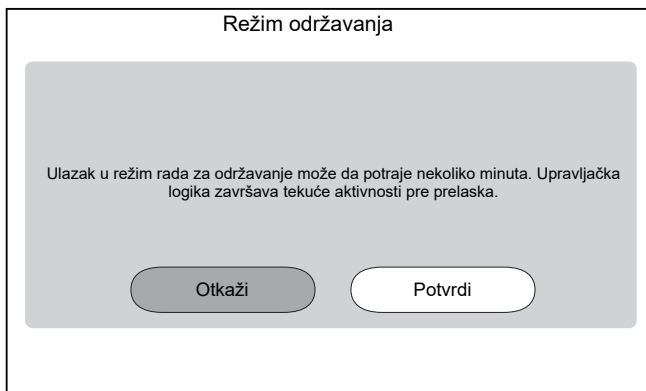 Režim održavanja
Ulazak u režim rada za održavanje može da potraje nekoliko minuta. Upravljačka
logika završava tekuće aktivnosti pre prelaska.
Otkaži
Potvrdi